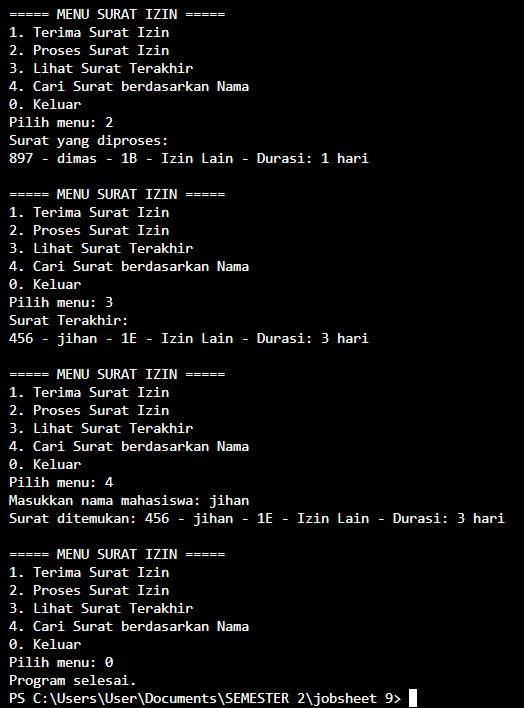 ===== MENU SURAT IZIN =====
1. Terima Surat Izin
2. Proses Surat Izin
3. Lihat Surat Terakhir
4. Cari Surat berdasarkan Nama
0. Keluar
Pilih menu: 2
Surat yang diproses:
897 - dimas - 1B - Izin Lain - Durasi: 1 hari

===== MENU SURAT IZIN =====
1. Terima Surat Izin
2. Proses Surat Izin
3. Lihat Surat Terakhir
4. Cari Surat berdasarkan Nama
0. Keluar
Pilih menu: 3
Surat Terakhir:
456 - jihan - 1E - Izin Lain - Durasi: 3 hari

===== MENU SURAT IZIN =====
1. Terima Surat Izin
2. Proses Surat Izin
3. Lihat Surat Terakhir
4. Cari Surat berdasarkan Nama
0. Keluar
Pilih menu: 4
Masukkan nama mahasiswa: jihan
Surat ditemukan: 456 - jihan - 1E - Izin Lain - Durasi: 3 hari

===== MENU SURAT IZIN =====
1. Terima Surat Izin
2. Proses Surat Izin
3. Lihat Surat Terakhir
4. Cari Surat berdasarkan Nama
0. Keluar
Pilih menu: 0
Program selesai.
PS C:\Users\User\Documents\SEMESTER 2\jobsheet 9>